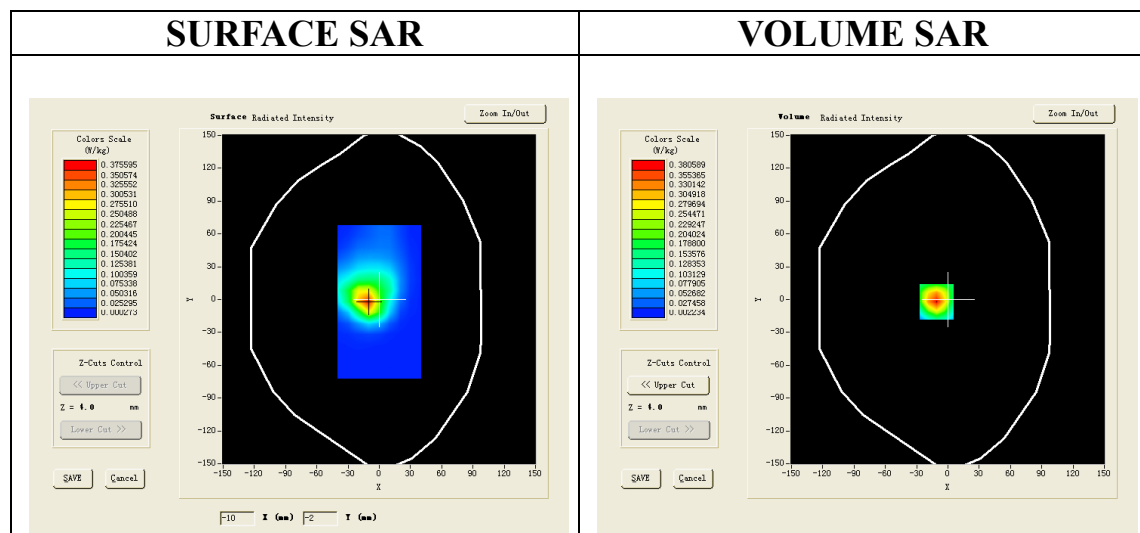 SURFACE SAR
VOLUME SAR
Surface Radiated Intensity
Zoom In/Out
Colors Scale
(W/kg)
0.375595
0.350574
0.325552
0.300531
0.275510
0.250488
0.225467
0.200445
0.175424
0.150402
0.125381
0.100359
0.075338
0.050316
0.025295
0.000273
150
120
90
60
30
0
-30
-60
-90
-120
-150
Y
-150 -120 -90 -60 -30 0 30 60 90 120 150
X
Z-Cuts Control
<< Upper Cut
Z = 4.0 mm
Lower Cut >>
SAVE Cancel
-10 X (mm) -2 Y (mm)
Volume Radiated Intensity
Zoom In/Out
Colors Scale
(W/kg)
0.380589
0.355365
0.330142
0.304918
0.279694
0.254471
0.229247
0.204024
0.178800
0.153576
0.128353
0.103129
0.077905
0.052682
0.027458
0.002234
150
120
90
60
30
0
-30
-60
-90
-120
-150
Y
-150 -120 -90 -60 -30 0 30 60 90 120 150
X
Z-Cuts Control
<< Upper Cut
Z = 4.0 mm
Lower Cut >>
SAVE Cancel